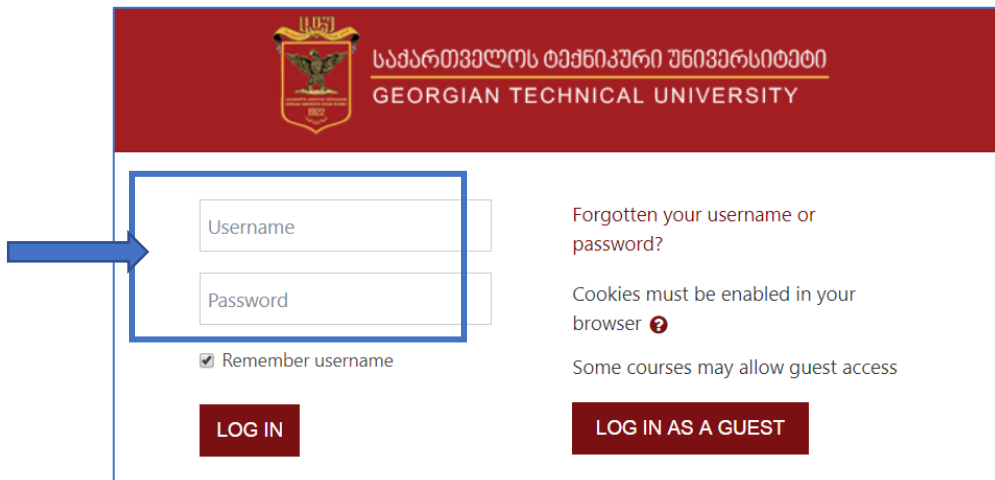 საქართველოს ტექნიკური უნივერსიტეტი
GEORGIAN TECHNICAL UNIVERSITY
1922
Username
Password
Remember username
LOG IN
Forgotten your username or
password?
Cookies must be enabled in your
browser
Some courses may allow guest access
LOG IN AS A GUEST